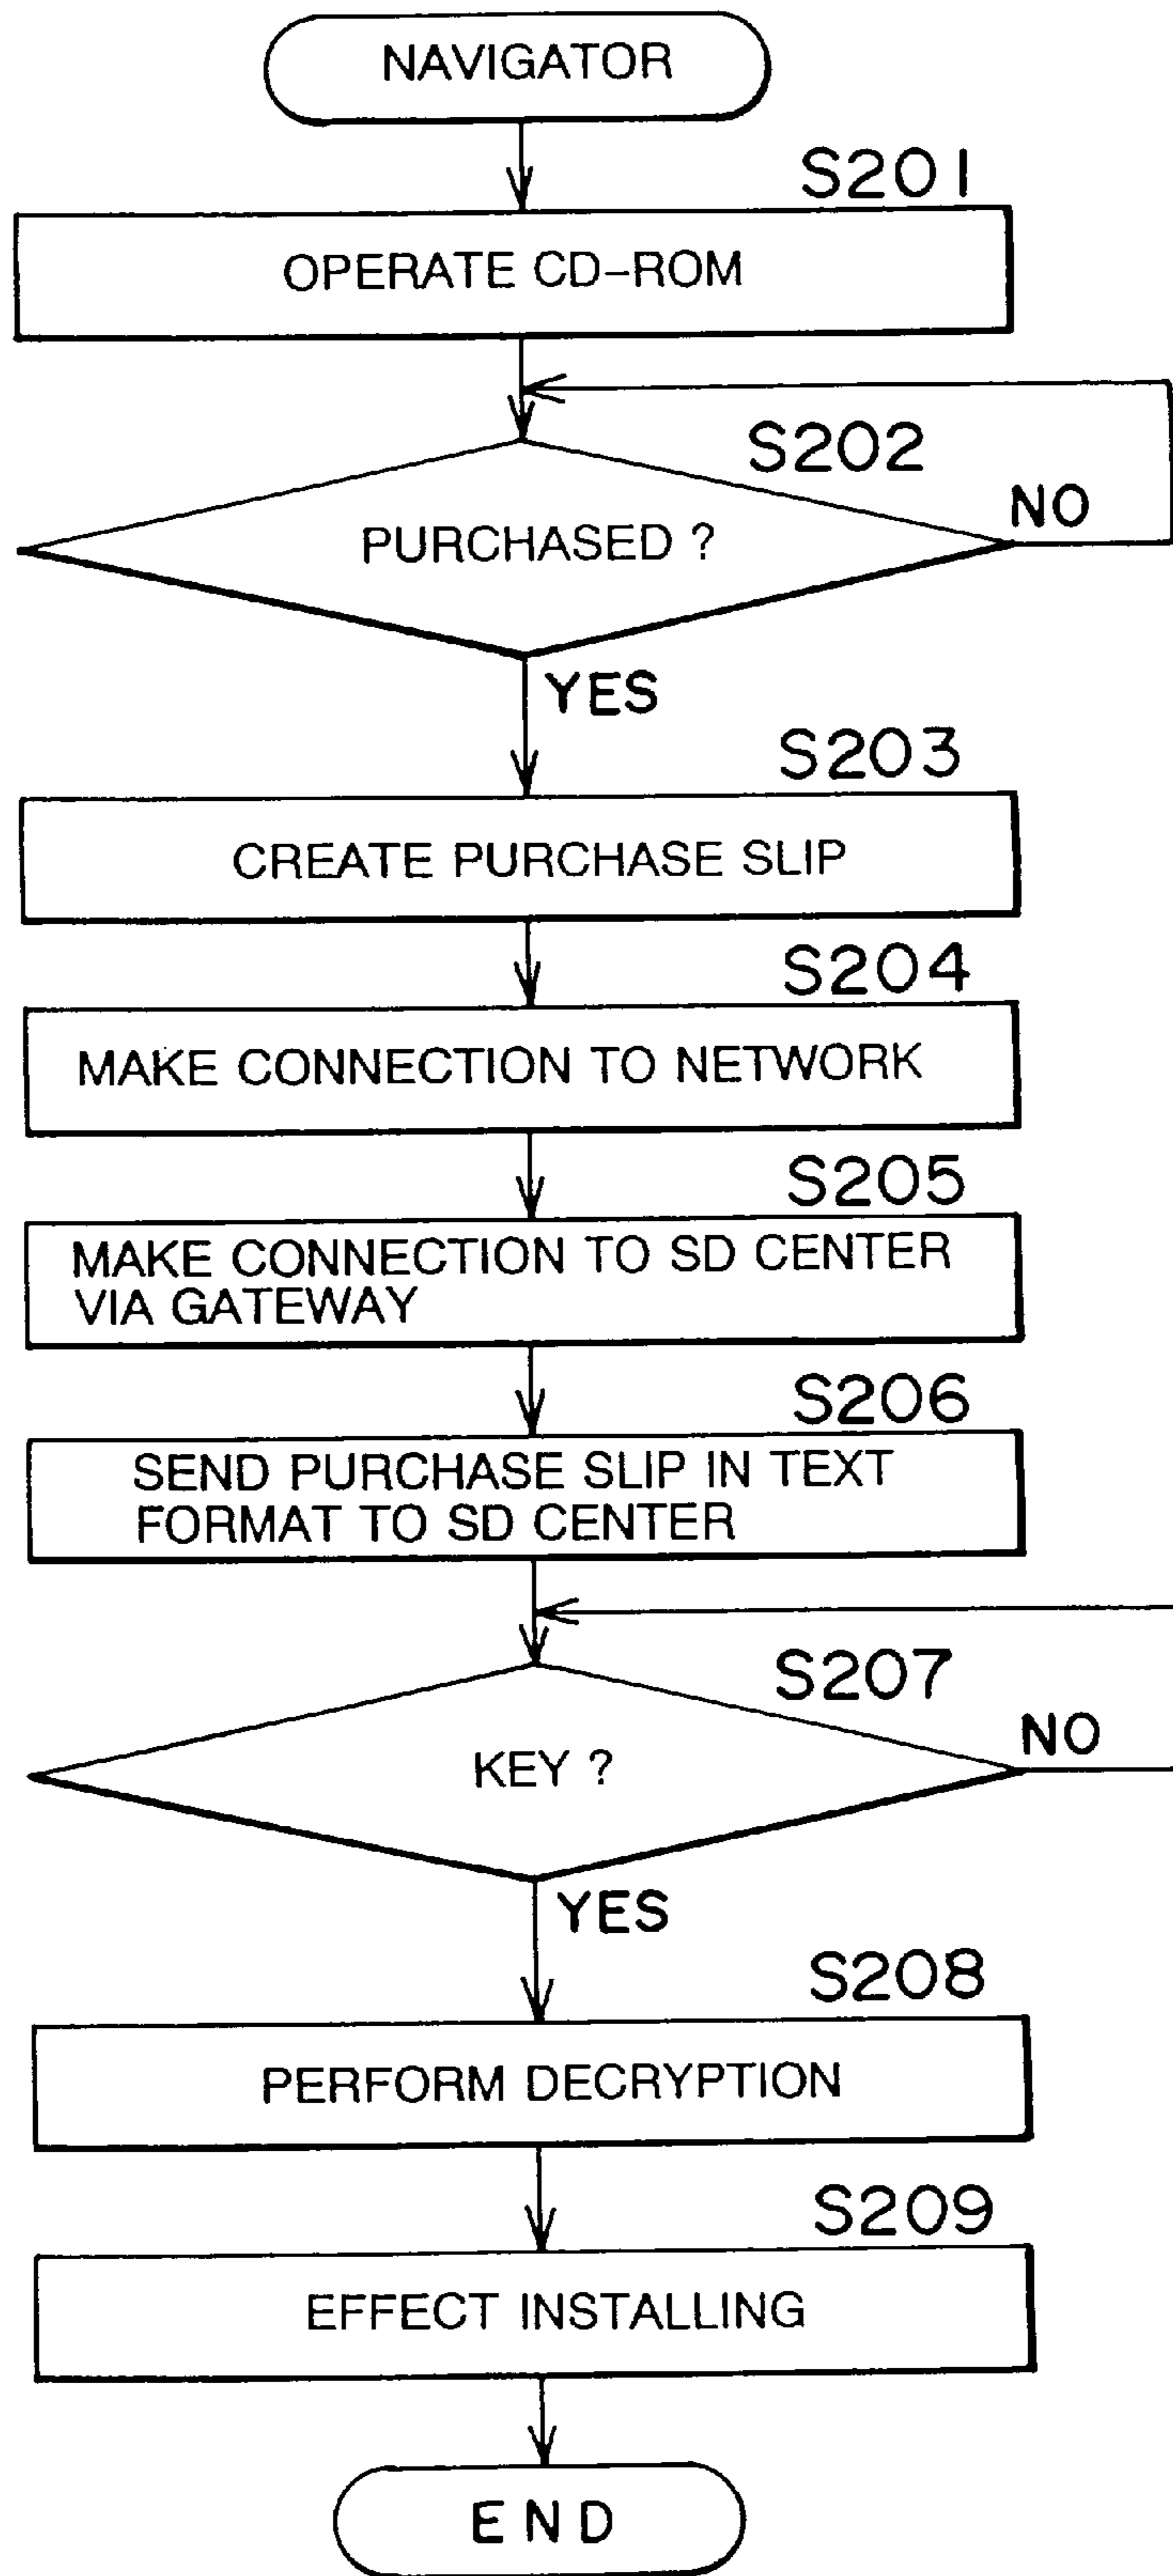 NAVIGATOR
S201
OPERATE CD-ROM
S202
NO
PURCHASED ?
YES
S203
CREATE PURCHASE SLIP
S204
MAKE CONNECTION TO NETWORK
S205
MAKE CONNECTION TO SD CENTER
VIA GATEWAY
S206
SEND PURCHASE SLIP IN TEXT
FORMAT TO SD CENTER
S207
NO
KEY ?
YES
S208
PERFORM DECRYPTION
S209
EFFECT INSTALLING
END